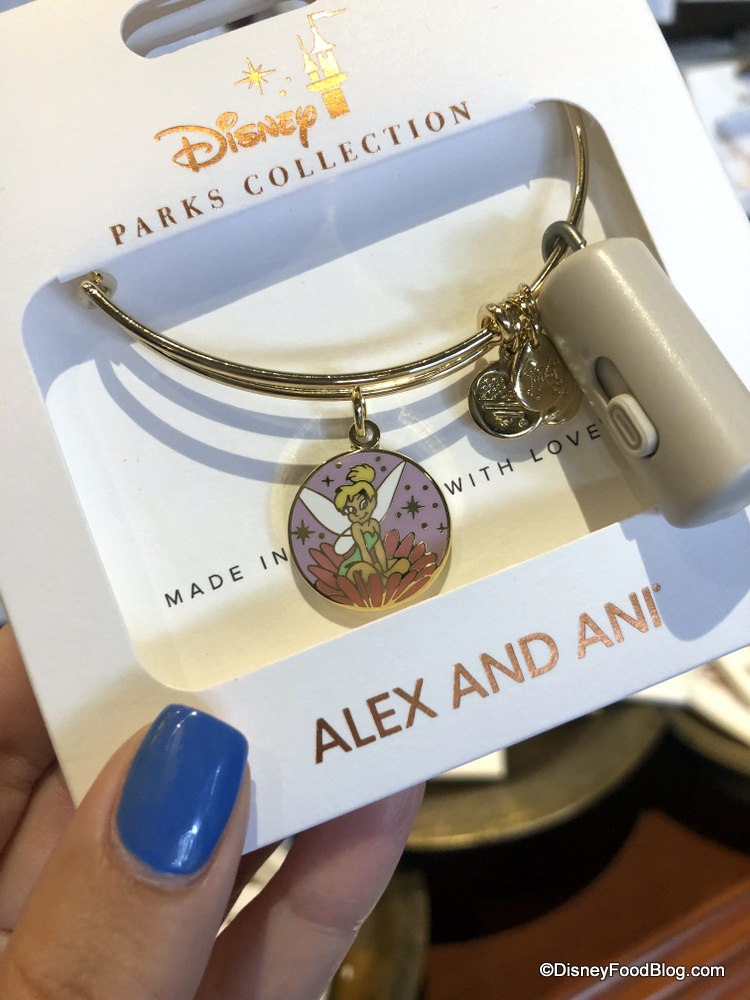 Disney
PARKS COLLECTION
MADE IN WITH LOVE
ALEX AND ANI®
©DisneyFoodBlog.com